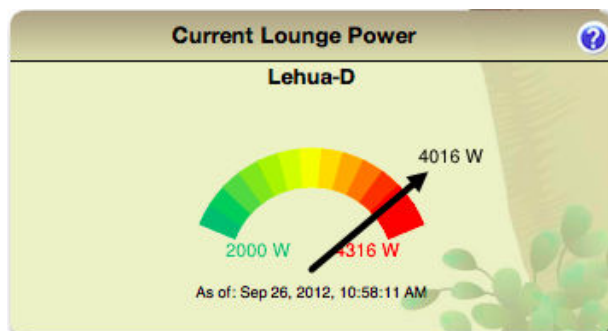 Current Lounge Power
?
Lehua-D
4016 W
2000 W
4316 W
As of: Sep 26, 2012, 10:58:11 AM